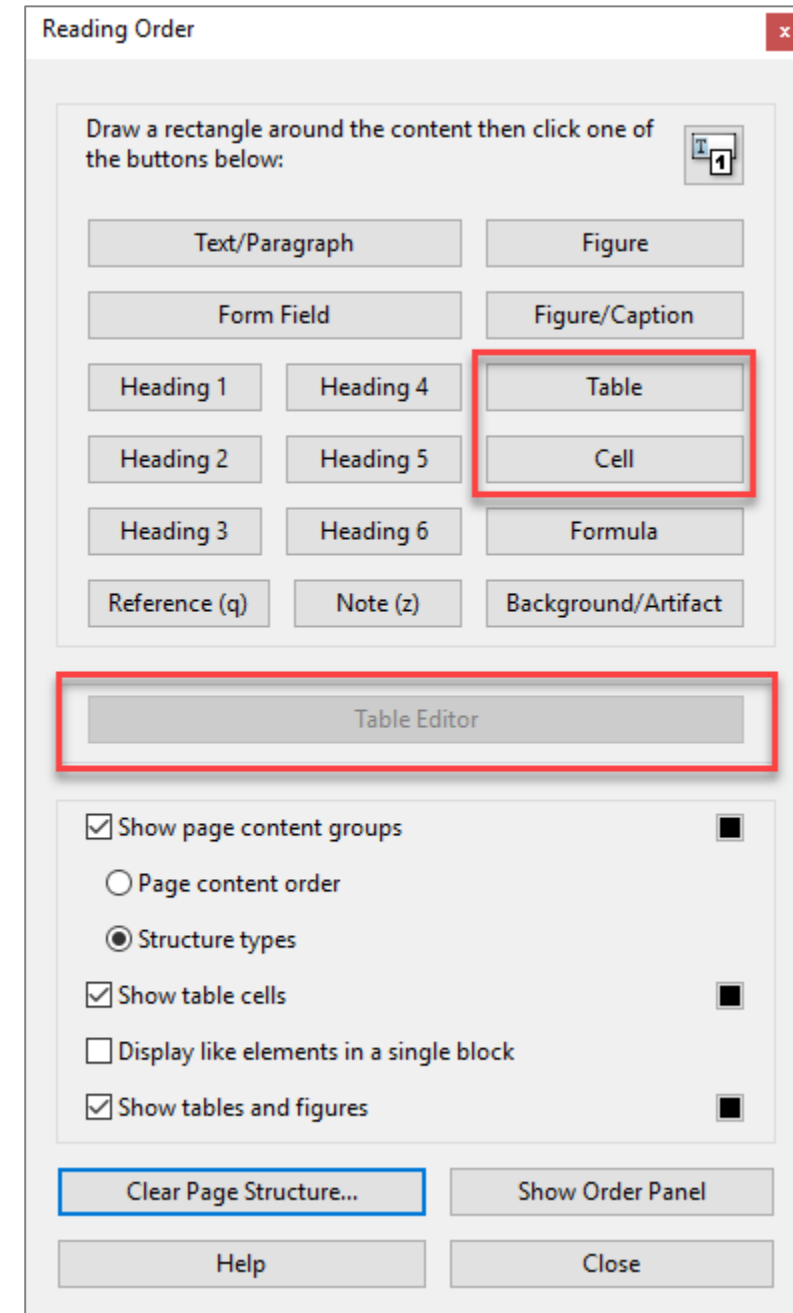 Reading Order
x
Draw a rectangle around the content then click one of
the buttons below:
T
1
Text/Paragraph Figure
Form Field Figure/Caption
Heading 1 Heading 4 Table
Heading 2 Heading 5 Cell
Heading 3 Heading 6 Formula
Reference (q) Note (z) Background/Artifact
Table Editor
Show page content groups
Page content order
Structure types
Show table cells
Display like elements in a single block
Show tables and figures
Clear Page Structure... Show Order Panel
Help Close